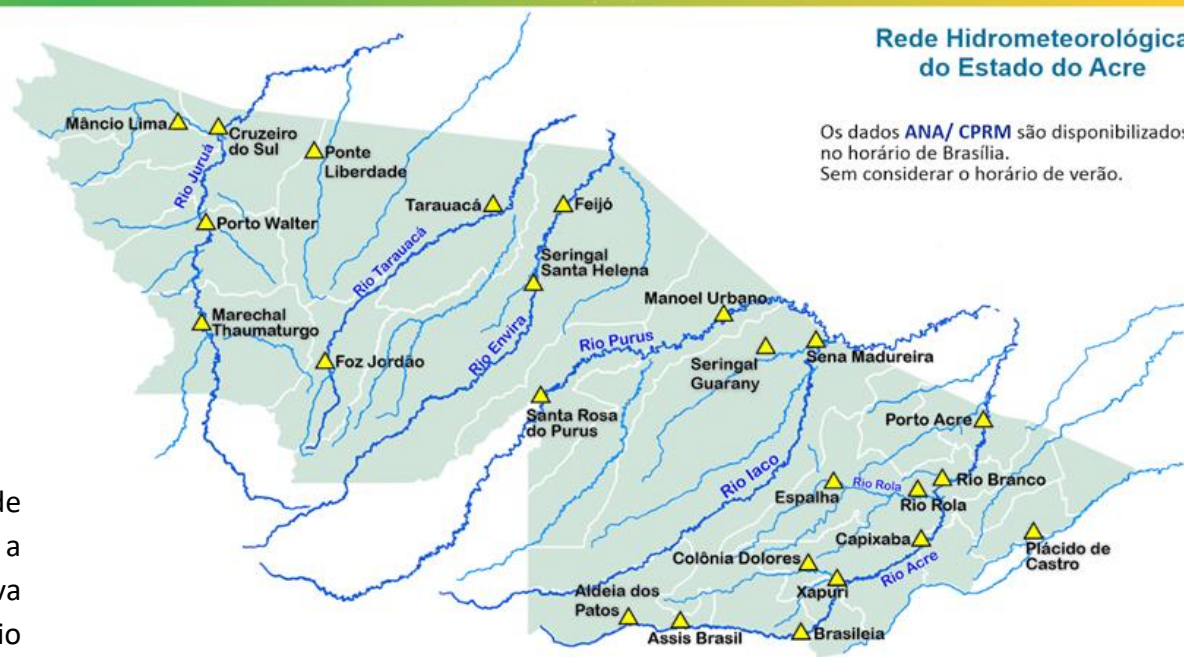 Rede Hidrometeorológica
do Estado do Acre
Os dados ANA/ CPRM são disponibilizados
no horário de Brasília.
Sem considerar o horário de verão.
Mâncio Lima
Cruzeiro
do Sul
Ponte
Liberdade
Rio Juruá
Porto Walter
Tarauacá
Feijó
Rio Tarauacá
Seringal
Santa Helena
Marechal
Thaumaturgo
Foz Jordão
Rio Envira
Manoel Urbano
Rio Purus
Seringal
Guarany
Sena Madureira
Santa Rosa
do Purus
Porto Acre
Rio Iaco
Espalha
Rio Rola
Rio Rola
Rio Branco
Capixaba
Plácido de
Castro
Colônia Dolores
Xapuri
Rio Acre
Aldeia dos
Patos
Assis Brasil
Brasileia
de
a
va
io